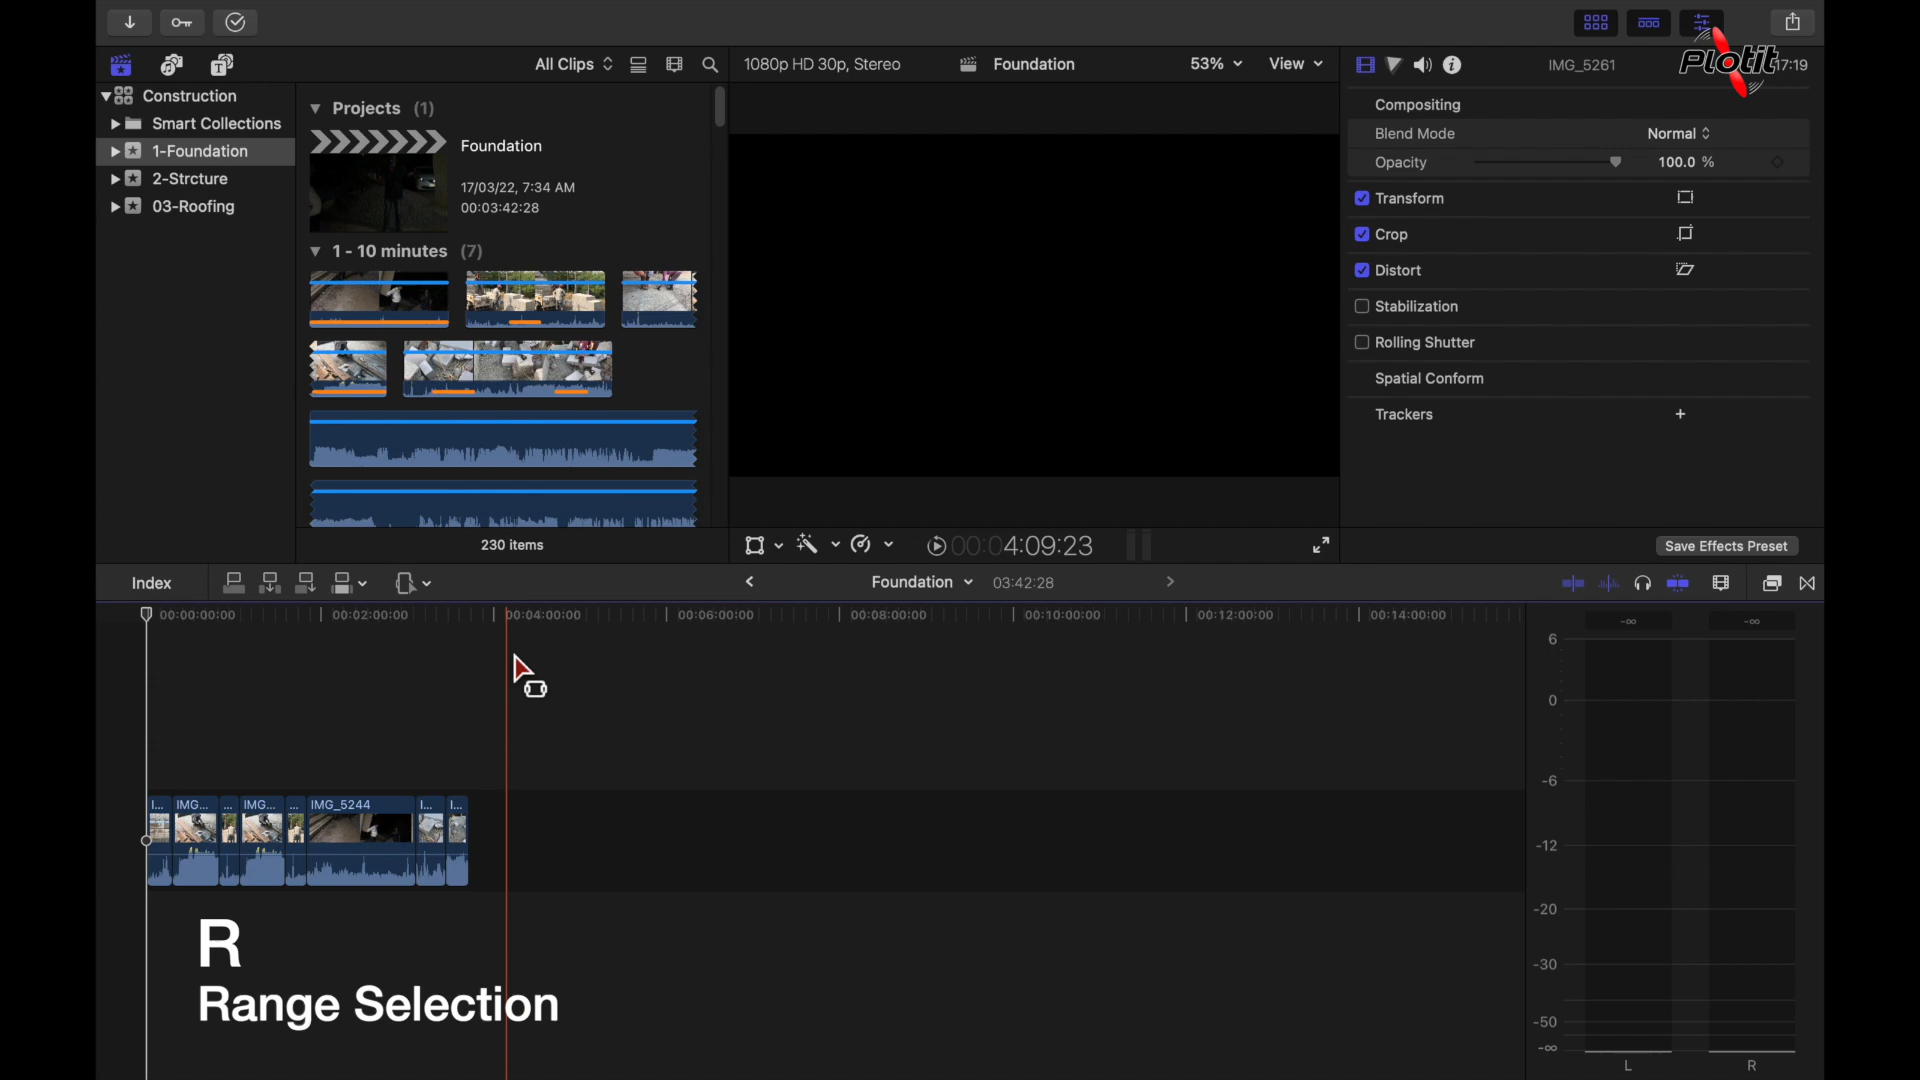 All Clips
1080p HD 30p, Stereo
Foundation
53%
View
IMG_5261
Plotit
17:19
Construction
Smart Collections
1-Foundation
2-Strcture
03-Roofing
Projects (1)
Foundation
17/03/22, 7:34 AM
00:03:42:28
1 - 10 minutes (7)
230 items
Compositing
Blend Mode
Normal
Opacity
100.0 %
Transform
Crop
Distort
Stabilization
Rolling Shutter
Spatial Conform
Trackers
+
00:04:09:23
Save Effects Preset
Index
Foundation
03:42:28
00:00:00:00
00:02:00:00
00:04:00:00
00:06:00:00
00:08:00:00
00:10:00:00
00:12:00:00
00:14:00:00
I...
IMG...
...
IMG...
...
IMG_5244
I...
I...
-∞
-∞
6
0
-6
-12
-20
-30
-50
-∞
L
R
R
Range Selection